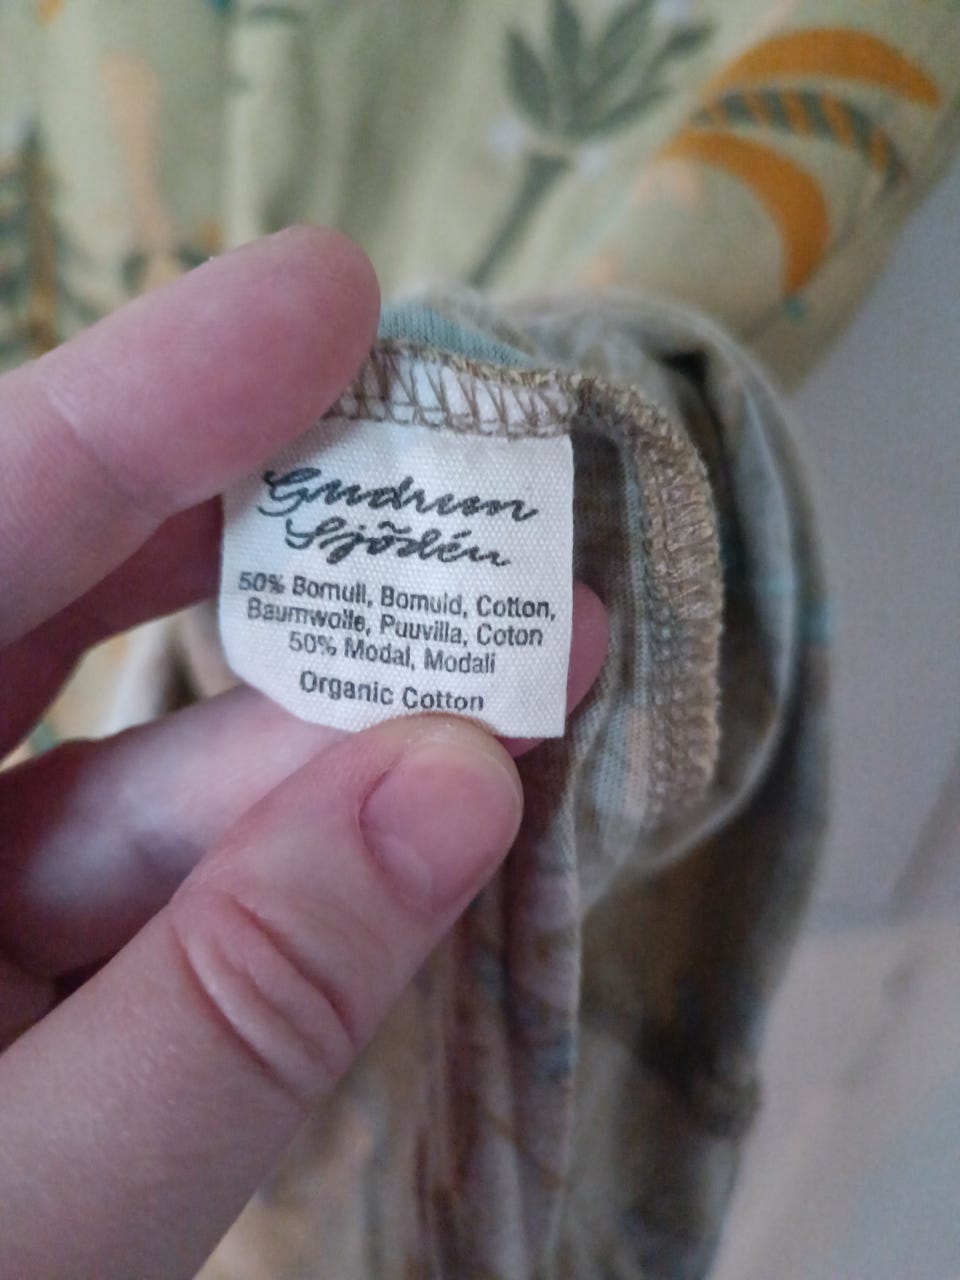 Gudrun
Sjödén
50% Bomull, Bomuld, Cotton,
Baumwolle, Puuvilla, Coton
50% Modal, Modali
Organic Cotton